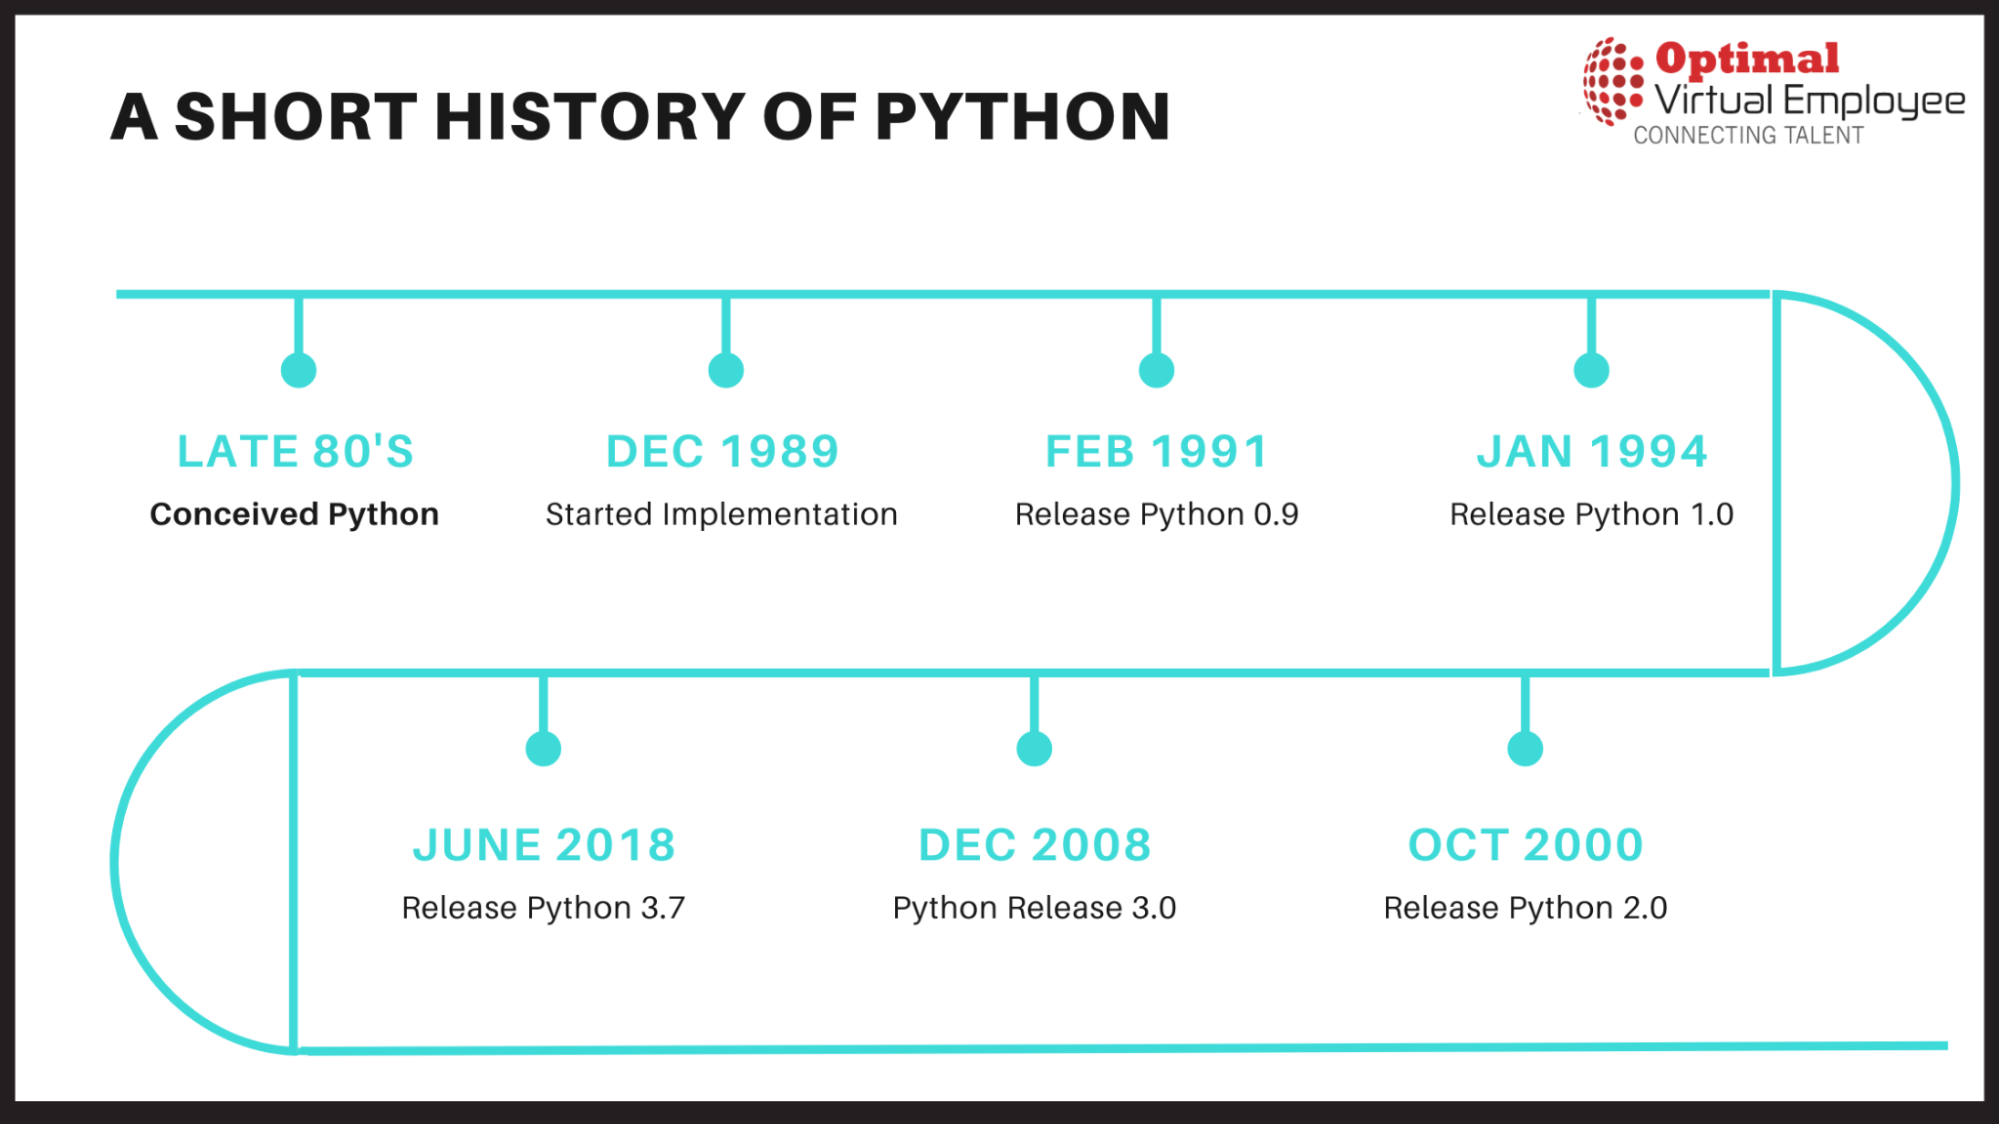 A SHORT HISTORY OF PYTHON
Optimal
Virtual Employee
CONNECTING TALENT
LATE 80'S
Conceived Python
DEC 1989
Started Implementation
FEB 1991
Release Python 0.9
JAN 1994
Release Python 1.0
JUNE 2018
Release Python 3.7
DEC 2008
Python Release 3.0
OCT 2000
Release Python 2.0